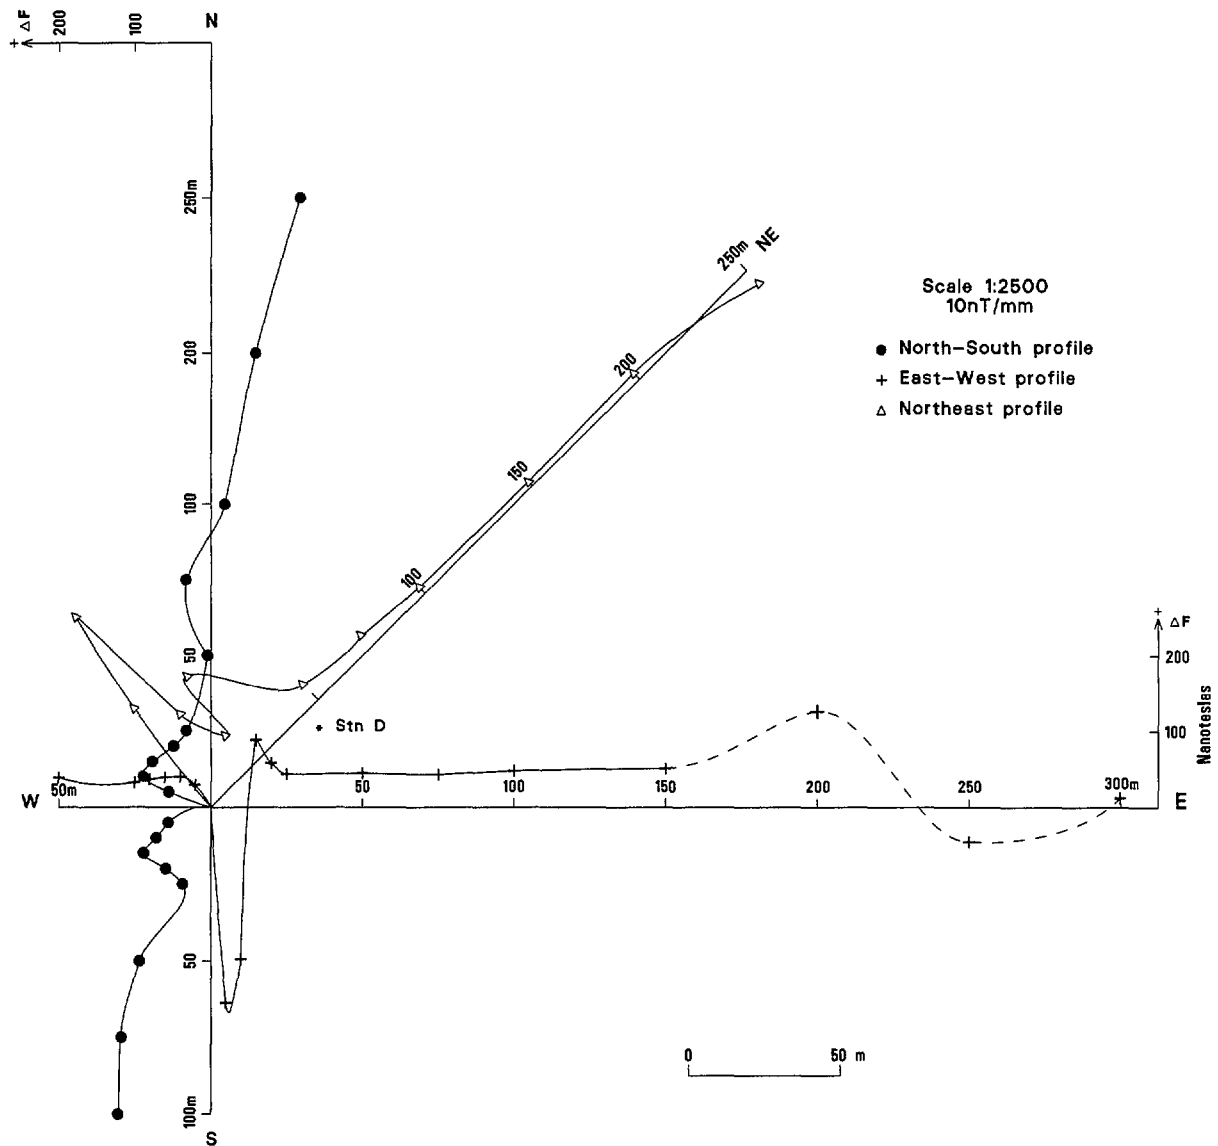 + ΔF
200
100
N
250m
200
100
50
250m
NE
200
150
100
Scale 1:2500
10nT/mm
North-South profile
East-West profile
Northeast profile
+
ΔF
200
100
Nanoteslas
Stn D
W
50m
50
100
150
200
250
300m
E
50
100m
S
0
50 m